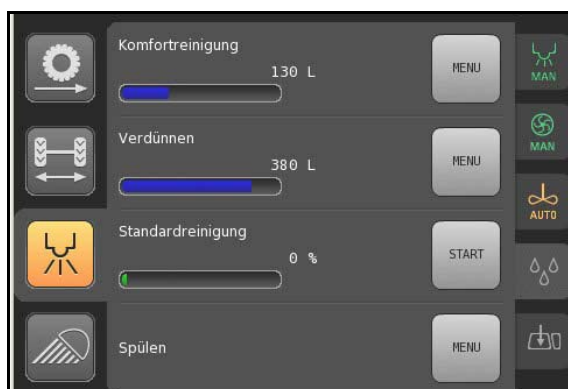 Komfortreinigung
130 L
MENU
MAN
Verdünnen
380 L
MENU
MAN
Standardreinigung
0 %
START
AUTO
Spülen
MENU